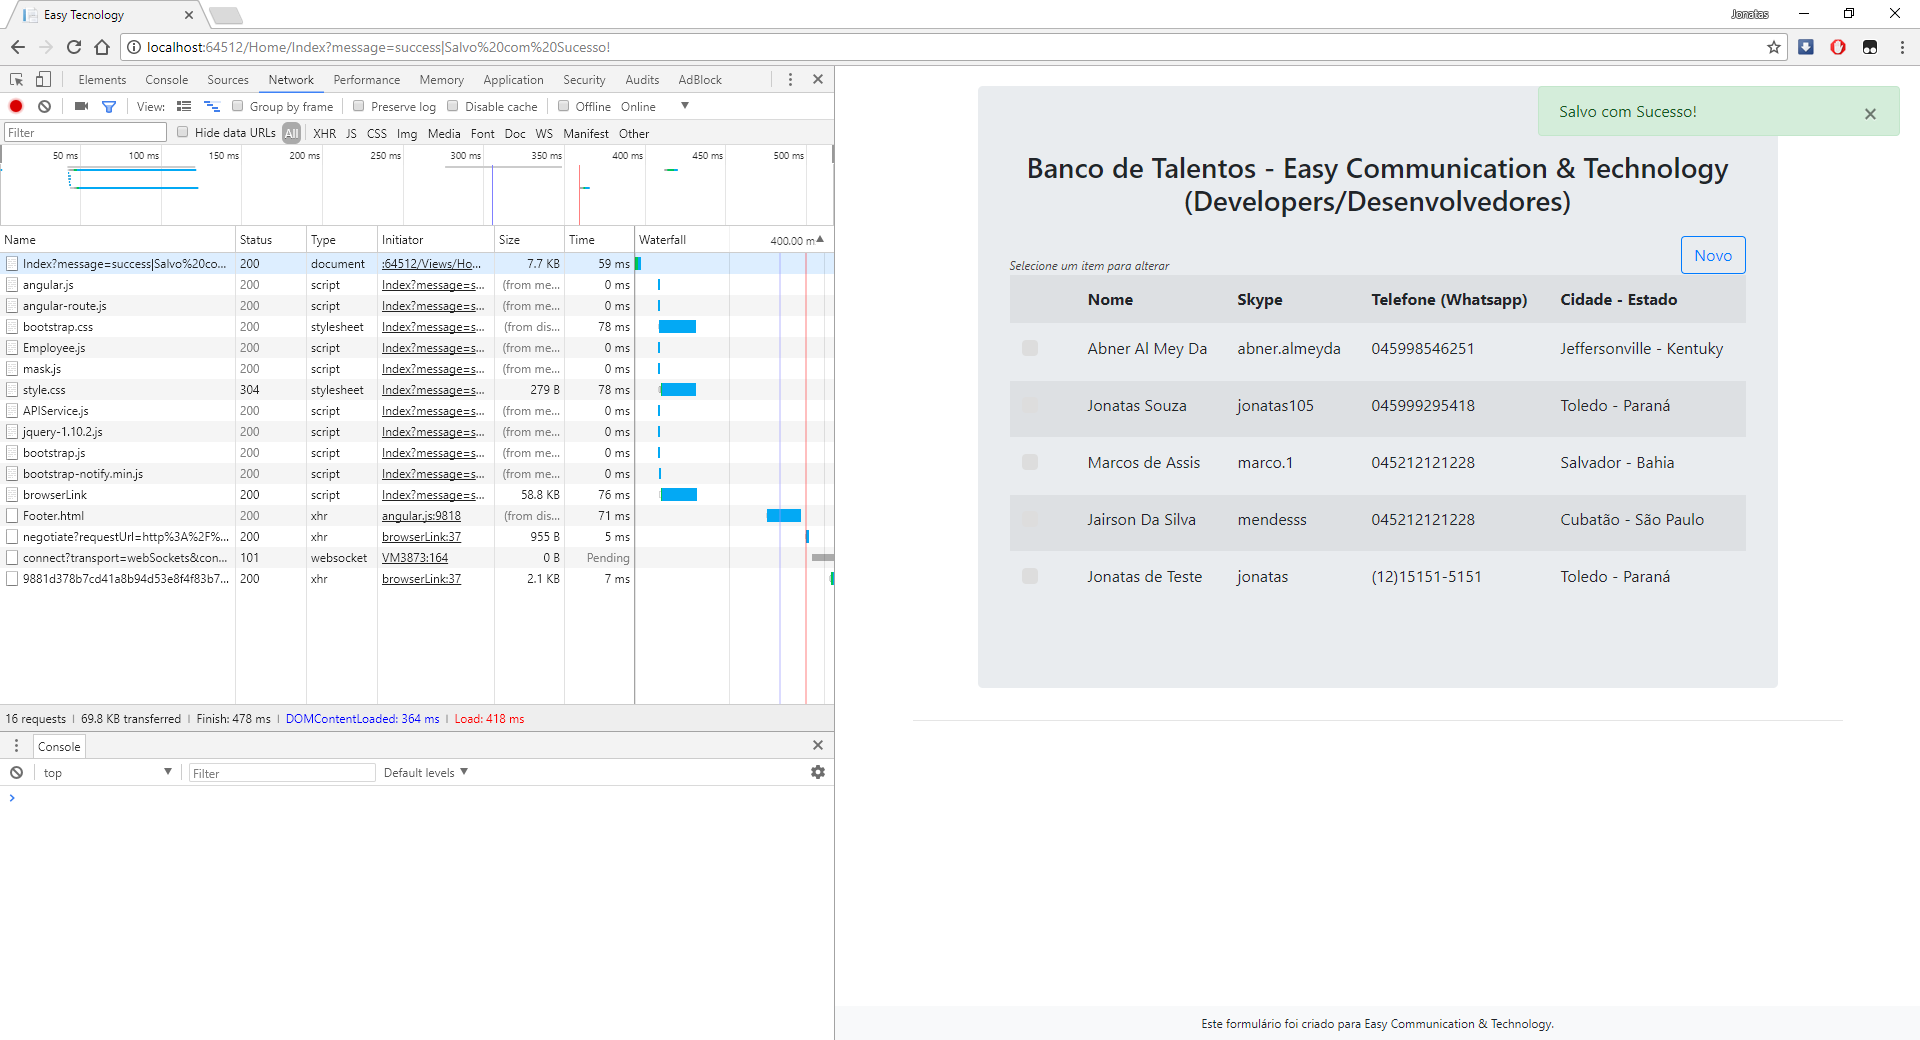 Easy Tecnology
Jonatas
localhost:64512/Home/Index?message=success|Salvo%20com%20Sucesso!
Elements Console Sources Network Performance Memory Application Security Audits AdBlock
View: Group by frame Preserve log Disable cache Offline Online
Filter Hide data URLs All XHR JS CSS Img Media Font Doc WS Manifest Other
50 ms 100 ms 150 ms 200 ms 250 ms 300 ms 350 ms 400 ms 450 ms 500 ms
Name Status Type Initiator Size Time Waterfall 400.00 m
Index?message=success|Salvo%20co... 200 document :64512/Views/Ho... 7.7 KB 59 ms
angular.js 200 script Index?message=s... (from me... 0 ms
angular-route.js 200 script Index?message=s... (from me... 0 ms
bootstrap.css 200 stylesheet Index?message=s... (from dis... 78 ms
Employee.js 200 script Index?message=s... (from me... 0 ms
mask.js 200 script Index?message=s... (from me... 0 ms
style.css 304 stylesheet Index?message=s... 279 B 78 ms
APIService.js 200 script Index?message=s... (from me... 0 ms
jquery-1.10.2.js 200 script Index?message=s... (from me... 0 ms
bootstrap.js 200 script Index?message=s... (from me... 0 ms
bootstrap-notify.min.js 200 script Index?message=s... (from me... 0 ms
browserLink 200 script Index?message=s... 58.8 KB 76 ms
Footer.html 200 xhr angular.js:9818 (from dis... 71 ms
negotiate?requestUrl=http%3A%2F%... 200 xhr browserLink:37 955 B 5 ms
connect?transport=webSockets&con... 101 websocket VM3873:164 0 B Pending
9881d378b7cd41a8b94d53e8f4f83b7... 200 xhr browserLink:37 2.1 KB 7 ms
16 requests | 69.8 KB transferred | Finish: 478 ms | DOMContentLoaded: 364 ms | Load: 418 ms
Console
top Filter Default levels
Salvo com Sucesso! ×
Banco de Talentos - Easy Communication & Technology
(Developers/Desenvolvedores)
Novo
Selecione um item para alterar
Nome Skype Telefone (Whatsapp) Cidade - Estado
Abner Al Mey Da abner.almeyda 045998546251 Jeffersonville - Kentuky
Jonatas Souza jonatas105 045999295418 Toledo - Paraná
Marcos de Assis marco.1 045212121228 Salvador - Bahia
Jairson Da Silva mendesss 045212121228 Cubatão - São Paulo
Jonatas de Teste jonatas (12)15151-5151 Toledo - Paraná
Este formulário foi criado para Easy Communication & Technology.